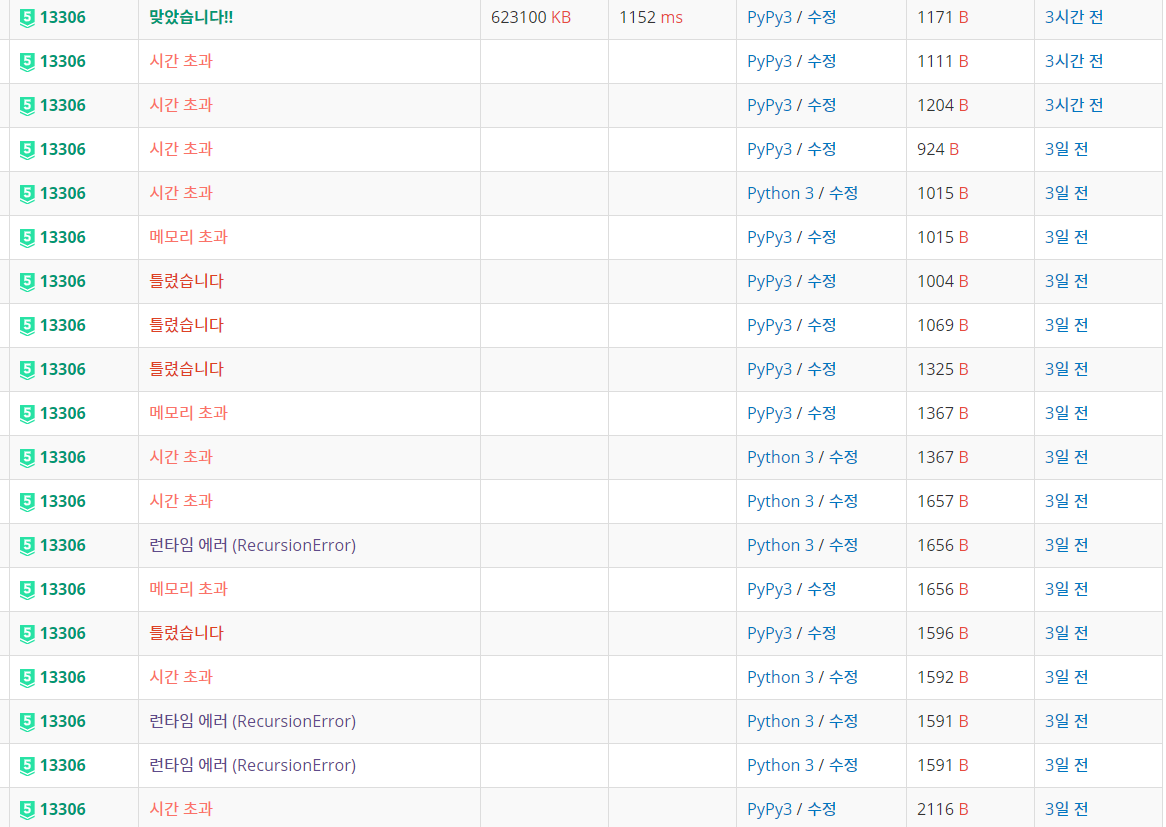 5 13306 맞았습니다!! 623100 KB 1152 ms PyPy3 / 수정 1171 B 3시간 전
5 13306 시간 초과 PyPy3 / 수정 1111 B 3시간 전
5 13306 시간 초과 PyPy3 / 수정 1204 B 3시간 전
5 13306 시간 초과 PyPy3 / 수정 924 B 3일 전
5 13306 시간 초과 Python 3 / 수정 1015 B 3일 전
5 13306 메모리 초과 PyPy3 / 수정 1015 B 3일 전
5 13306 틀렸습니다 PyPy3 / 수정 1004 B 3일 전
5 13306 틀렸습니다 PyPy3 / 수정 1069 B 3일 전
5 13306 틀렸습니다 PyPy3 / 수정 1325 B 3일 전
5 13306 메모리 초과 PyPy3 / 수정 1367 B 3일 전
5 13306 시간 초과 Python 3 / 수정 1367 B 3일 전
5 13306 시간 초과 Python 3 / 수정 1657 B 3일 전
5 13306 런타임 에러 (RecursionError) Python 3 / 수정 1656 B 3일 전
5 13306 메모리 초과 PyPy3 / 수정 1656 B 3일 전
5 13306 틀렸습니다 PyPy3 / 수정 1596 B 3일 전
5 13306 시간 초과 Python 3 / 수정 1592 B 3일 전
5 13306 런타임 에러 (RecursionError) Python 3 / 수정 1591 B 3일 전
5 13306 런타임 에러 (RecursionError) Python 3 / 수정 1591 B 3일 전
5 13306 시간 초과 PyPy3 / 수정 2116 B 3일 전